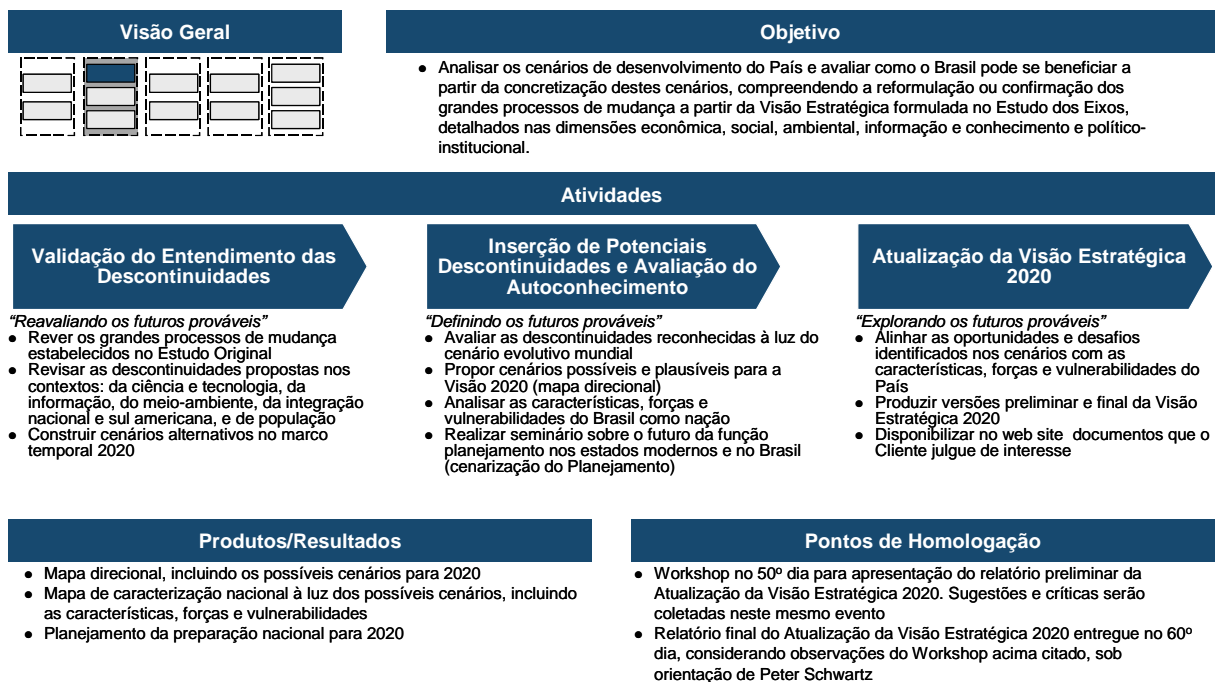 Visão Geral
Objetivo
● Analisar os cenários de desenvolvimento do País e avaliar como o Brasil pode se beneficiar a
partir da concretização destes cenários, compreendendo a reformulação ou confirmação dos
grandes processos de mudança a partir da Visão Estratégica formulada no Estudo dos Eixos,
detalhados nas dimensões econômica, social, ambiental, informação e conhecimento e político-
institucional.
Atividades
Validação do Entendimento das
Descontinuidades
“Reavaliando os futuros prováveis”
● Rever os grandes processos de mudança
estabelecidos no Estudo Original
● Revisar as descontinuidades propostas nos
contextos: da ciência e tecnologia, da
informação, do meio-ambiente, da integração
nacional e sul americana, e de população
● Construir cenários alternativos no marco
temporal 2020
Inserção de Potenciais
Descontinuidades e Avaliação do
Autoconhecimento
“Definindo os futuros prováveis”
● Avaliar as descontinuidades reconhecidas à luz do
cenário evolutivo mundial
● Propor cenários possíveis e plausíveis para a
Visão 2020 (mapa direcional)
● Analisar as características, forças e
vulnerabilidades do Brasil como nação
● Realizar seminário sobre o futuro da função
planejamento nos estados modernos e no Brasil
(cenarização do Planejamento)
Atualização da Visão Estratégica
2020
“Explorando os futuros prováveis”
● Alinhar as oportunidades e desafios
identificados nos cenários com as
características, forças e vulnerabilidades do
País
● Produzir versões preliminar e final da Visão
Estratégica 2020
● Disponibilizar no web site documentos que o
Cliente julgue de interesse
Produtos/Resultados
● Mapa direcional, incluindo os possíveis cenários para 2020
● Mapa de caracterização nacional à luz dos possíveis cenários, incluindo
as características, forças e vulnerabilidades
● Planejamento da preparação nacional para 2020
Pontos de Homologação
● Workshop no 50º dia para apresentação do relatório preliminar da
Atualização da Visão Estratégica 2020. Sugestões e críticas serão
coletadas neste mesmo evento
● Relatório final do Atualização da Visão Estratégica 2020 entregue no 60º
dia, considerando observações do Workshop acima citado, sob
orientação de Peter Schwartz